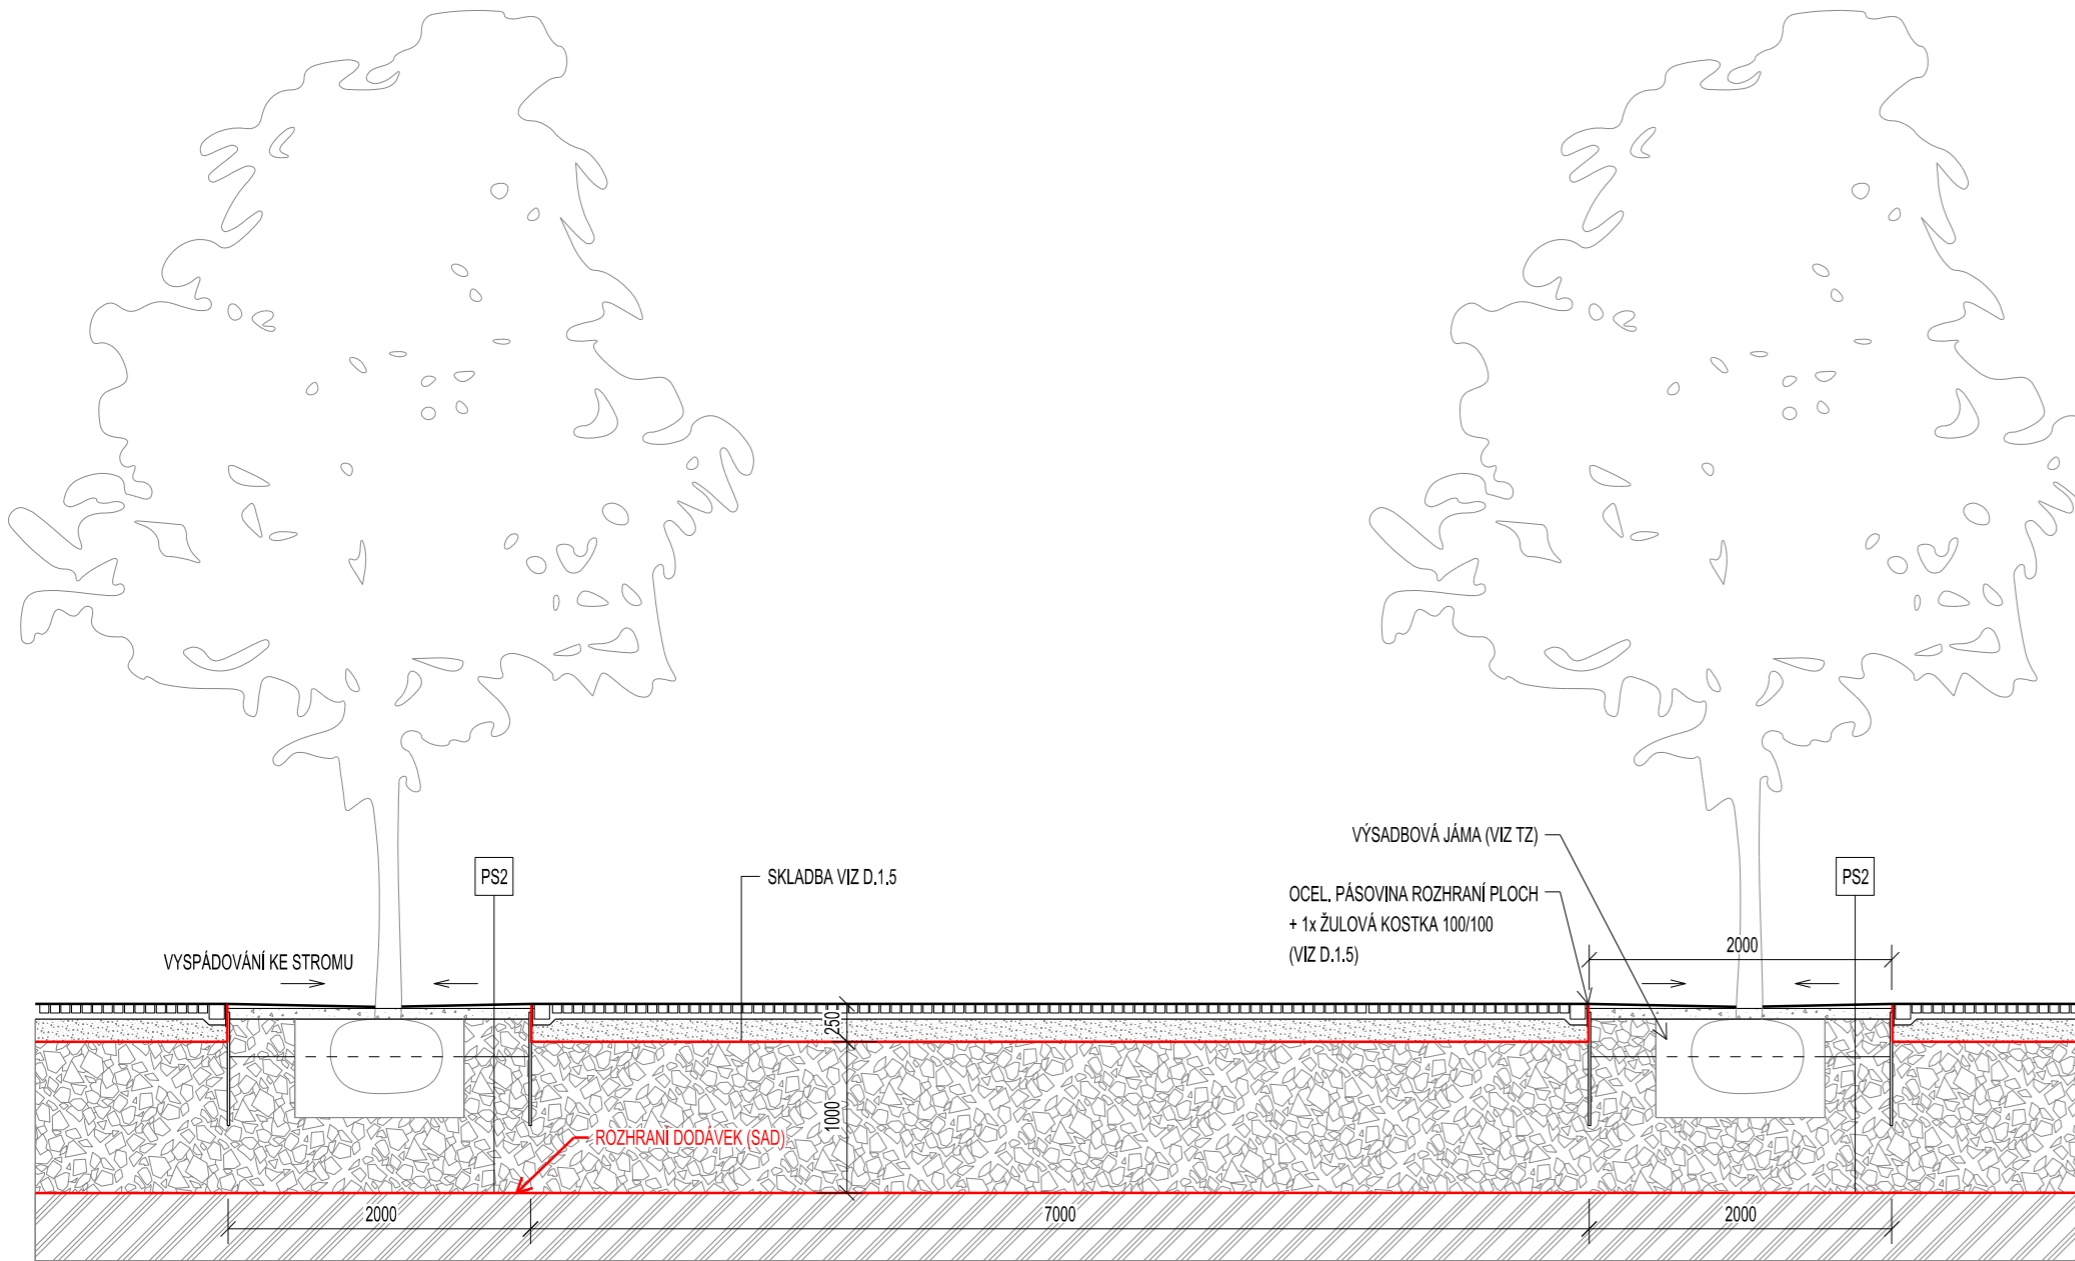 VÝSADBOVÁ JÁMA (VIZ TZ)
PS2
SKLADBA VIZ D.1.5
PS2
OCEL. PÁSOVINA ROZHRANÍ PLOCH
+ 1x ŽULOVÁ KOSTKA 100/100
(VIZ D.1.5)
2000
VYSPÁDOVÁNÍ KE STROMU
250
1000
ROZHRANÍ DODÁVEK (SAD)
2000
7000
2000